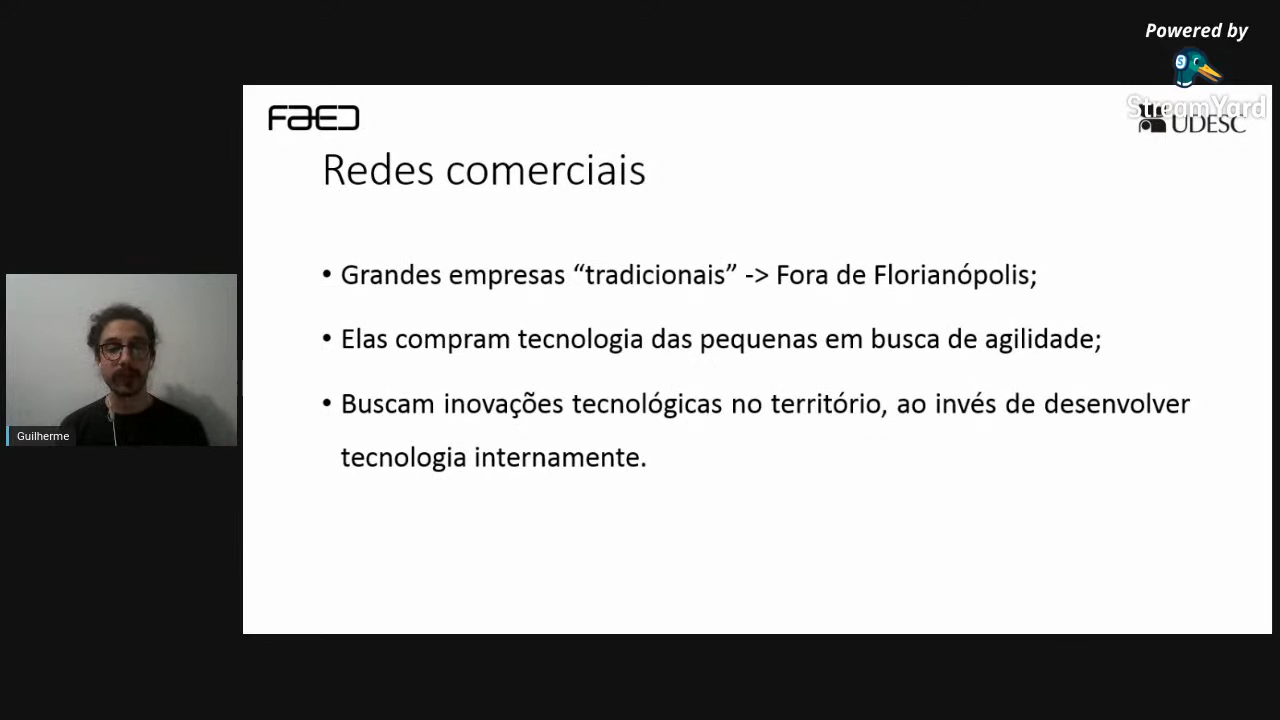 Powered by
StreamYard
FAED
UDESC
Redes comerciais
• Grandes empresas “tradicionais” -> Fora de Florianópolis;
• Elas compram tecnologia das pequenas em busca de agilidade;
• Buscam inovações tecnológicas no território, ao invés de desenvolver
tecnologia internamente.
Guilherme